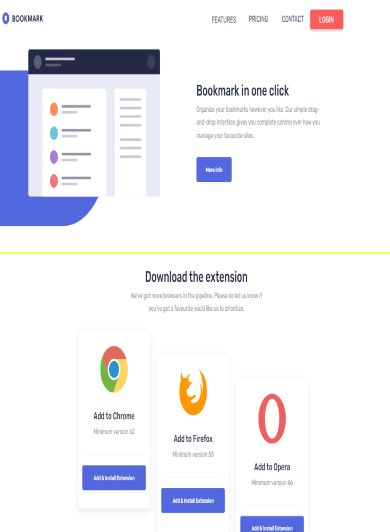 BOOKMARK
FEATURES PRICING CONTACT LOGIN
Bookmark in one click
Organize your bookmarks however you like. Our simple drag-
and-drop interface gives you complete control over how you
manage your favourite sites.
More Info
Download the extension
We've got more browsers in the pipeline. Please do let us know if
you've got a favourite you'd like us to prioritize.
Add to Chrome
Minimum version 62
Add & Install Extension
Add to Firefox
Minimum version 55
Add & Install Extension
Add to Opera
Minimum version 46
Add & Install Extension